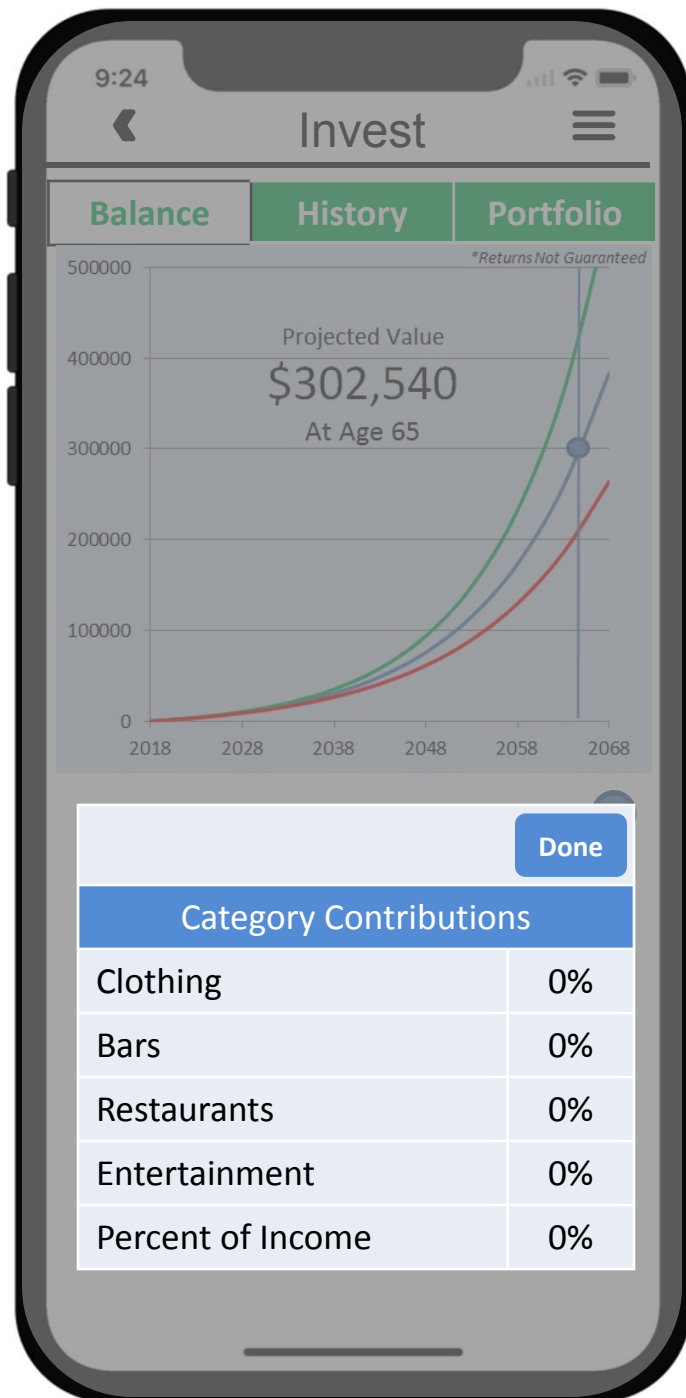 9:24
Invest
Balance History Portfolio
*Returns Not Guaranteed
500000
Projected Value
400000
$302,540
At Age 65
300000
200000
100000
0
2018 2028 2038 2048 2058 2068
Done
Category Contributions
Clothing 0%
Bars 0%
Restaurants 0%
Entertainment 0%
Percent of Income 0%